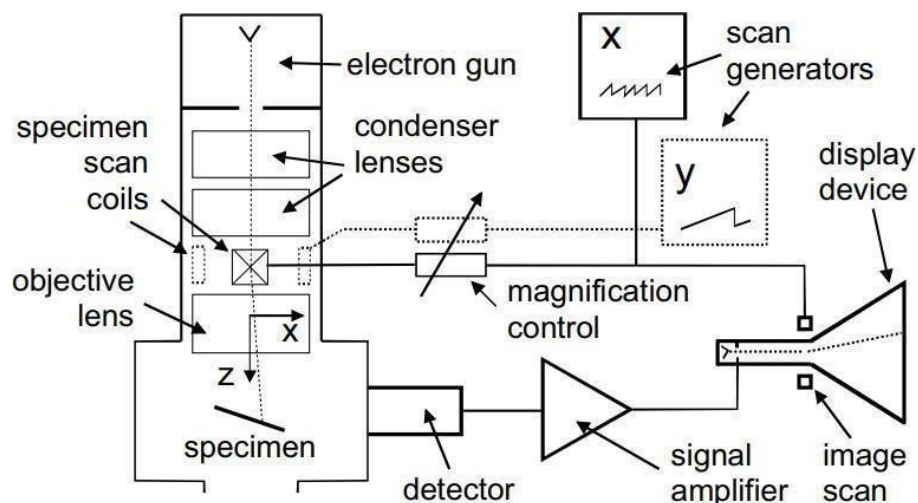 electron gun
x
scan
generators
specimen
scan
coils
condenser
lenses
y
display
device
objective
lens
x
z
magnification
control
specimen
detector
signal
amplifier
image
scan